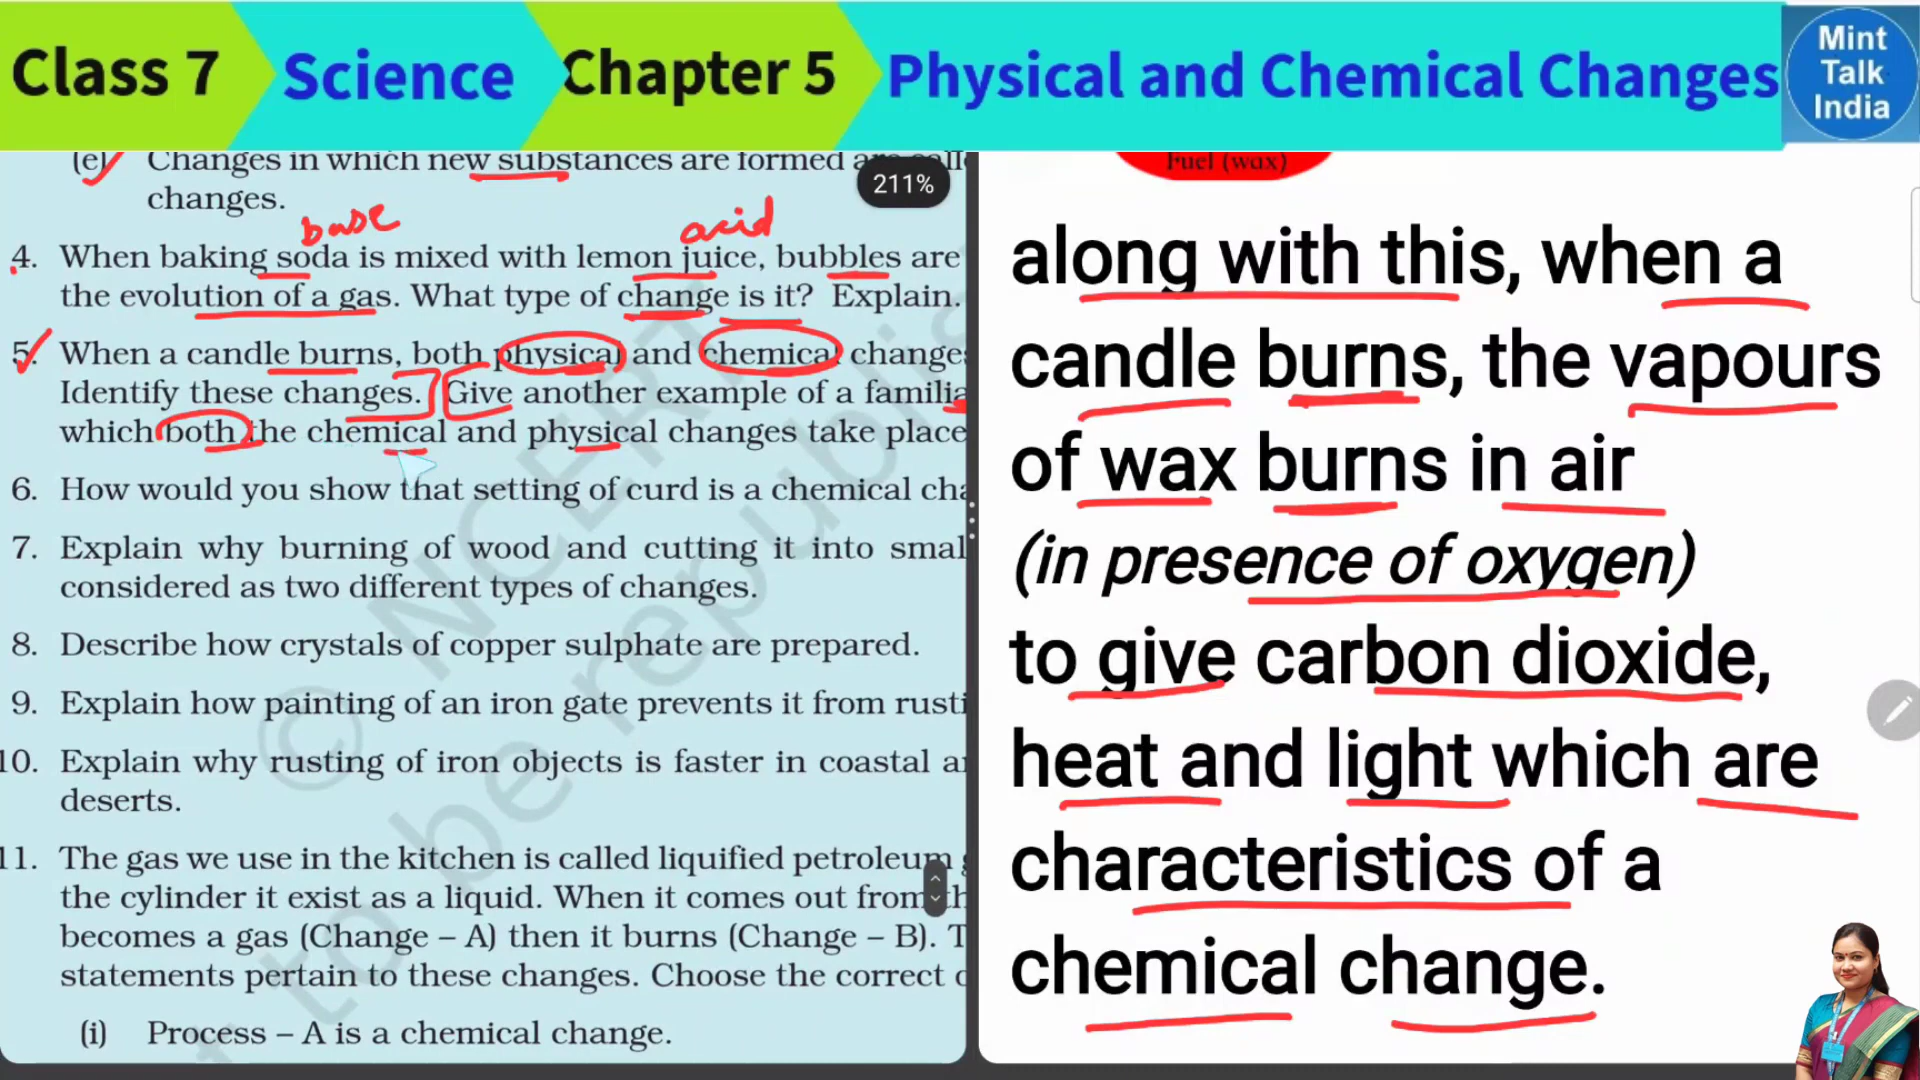 Class 7
Science
Chapter 5
Physical and Chemical Changes
Mint
Talk
India
(e) Changes in which new substances are formed are
changes.
211%
base
acid
4. When baking soda is mixed with lemon juice, bubbles are
the evolution of a gas. What type of change is it? Explain.
5. When a candle burns, both physical and chemical change
Identify these changes. Give another example of a
which both the chemical and physical changes take place
6. How would you show that setting of curd is a chemical
7. Explain why burning of wood and cutting it into
considered as two different types of changes.
8. Describe how crystals of copper sulphate are prepared.
9. Explain how painting of an iron gate prevents it from
10. Explain why rusting of iron objects is faster in coastal
deserts.
11. The gas we use in the kitchen is called liquified petroleum
the cylinder it exist as a liquid. When it comes out from
becomes a gas (Change – A) then it burns (Change – B).
statements pertain to these changes. Choose the correct
(i) Process – A is a chemical change.
© NCERT
to be republis
Fuel (wax)
along with this, when a
candle burns, the vapours
of wax burns in air
(in presence of oxygen)
to give carbon dioxide,
heat and light which are
characteristics of a
chemical change.